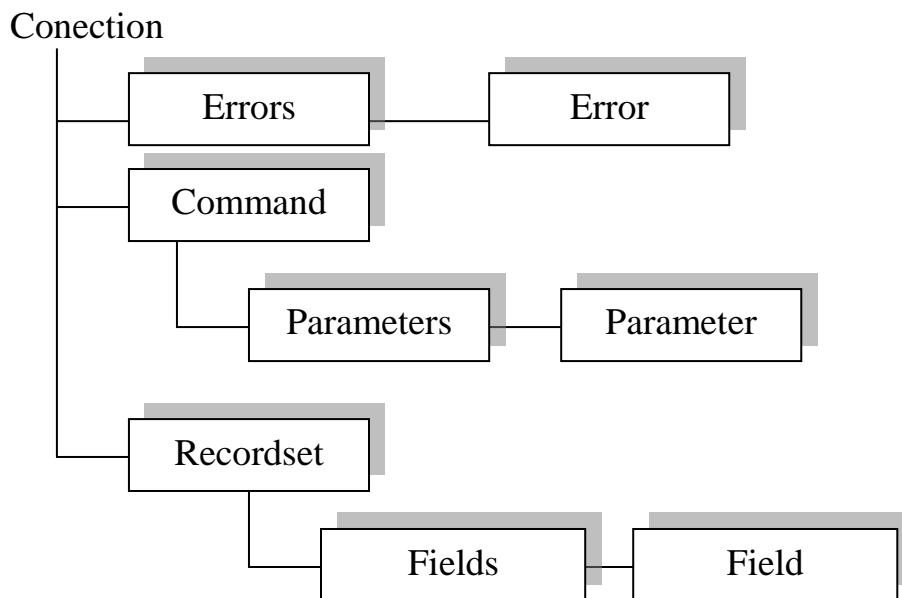 Conection
Errors
Error
Command
Parameters
Parameter
Recordset
Fields
Field